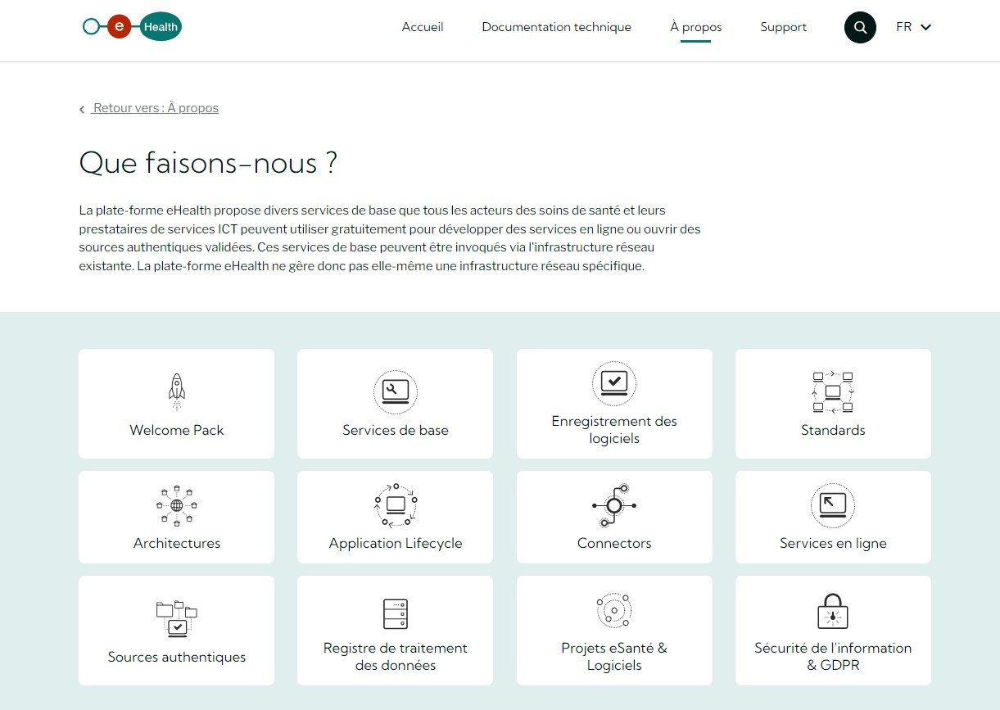 e Health
Accueil
Documentation technique
À propos
Support
FR
Retour vers : À propos
Que faisons-nous ?
La plate-forme eHealth propose divers services de base que tous les acteurs des soins de santé et leurs
prestataires de services ICT peuvent utiliser gratuitement pour développer des services en ligne ou ouvrir des
sources authentiques validées. Ces services de base peuvent être invoqués via l'infrastructure réseau
existante. La plate-forme eHealth ne gère donc pas elle-même une infrastructure réseau spécifique.
Welcome Pack
Services de base
Enregistrement des
logiciels
Standards
Architectures
Application Lifecycle
Connectors
Services en ligne
Sources authentiques
Registre de traitement
des données
Projets eSanté &
Logiciels
Sécurité de l'information
& GDPR